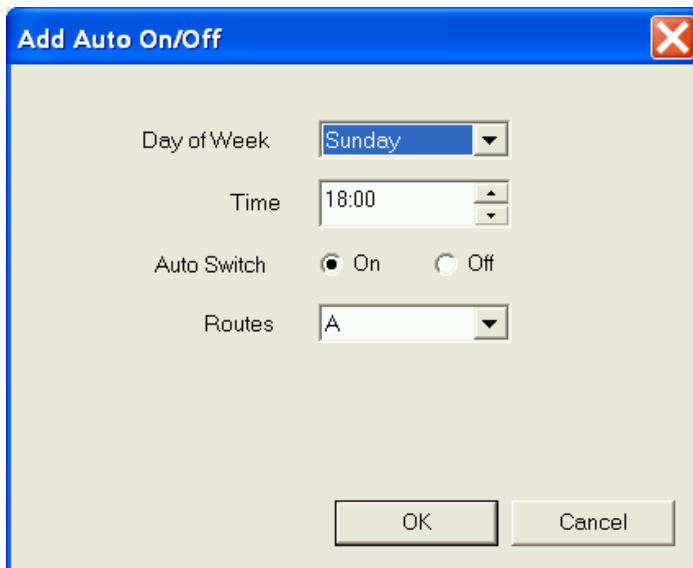 Add Auto On/Off
Day of Week Sunday
Time 18:00
Auto Switch On Off
Routes A
OK Cancel